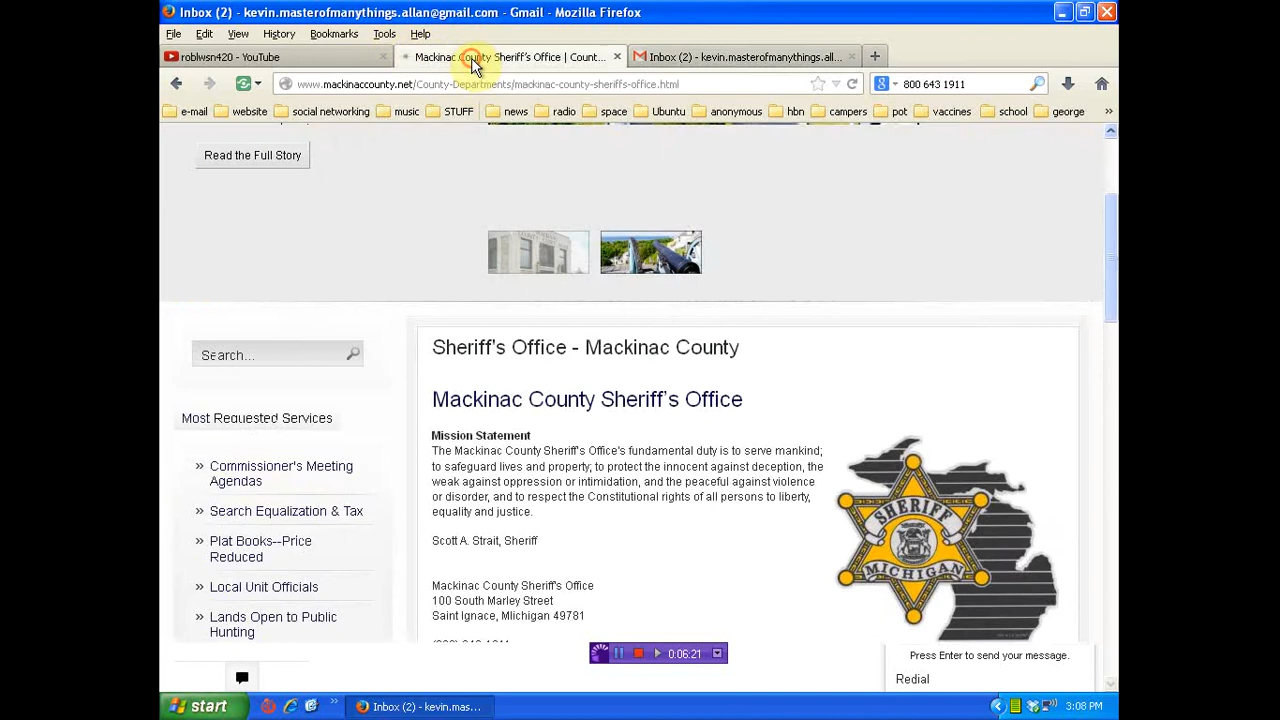 Inbox (2) - kevin.masterofmanythings.allan@gmail.com - Gmail - Mozilla Firefox
File Edit View History Bookmarks Tools Help
roblwsn420 - YouTube
Mackinac County Sheriff's Office | Count...
Inbox (2) - kevin.masterofmanythings.all...
www.mackinaccounty.net/County-Departments/mackinac-county-sheriffs-office.html
800 643 1911
e-mail website social networking music STUFF news radio space Ubuntu anonymous hbn campers pot vaccines school george
Read the Full Story
Search...
Most Requested Services
» Commissioner's Meeting
Agendas
» Search Equalization & Tax
» Plat Books--Price
Reduced
» Local Unit Officials
» Lands Open to Public
Hunting
Sheriff's Office - Mackinac County
Mackinac County Sheriff's Office
Mission Statement
The Mackinac County Sheriff's Office's fundamental duty is to serve mankind;
to safeguard lives and property; to protect the innocent against deception, the
weak against oppression or intimidation, and the peaceful against violence
or disorder, and to respect the Constitutional rights of all persons to liberty,
equality and justice.
Scott A. Strait, Sheriff
Mackinac County Sheriff's Office
100 South Marley Street
Saint Ignace, MIichigan 49781
SHERIFF
MICHIGAN
0:06:21
Press Enter to send your message.
Redial
start
Inbox (2) - kevin.mas...
3:08 PM